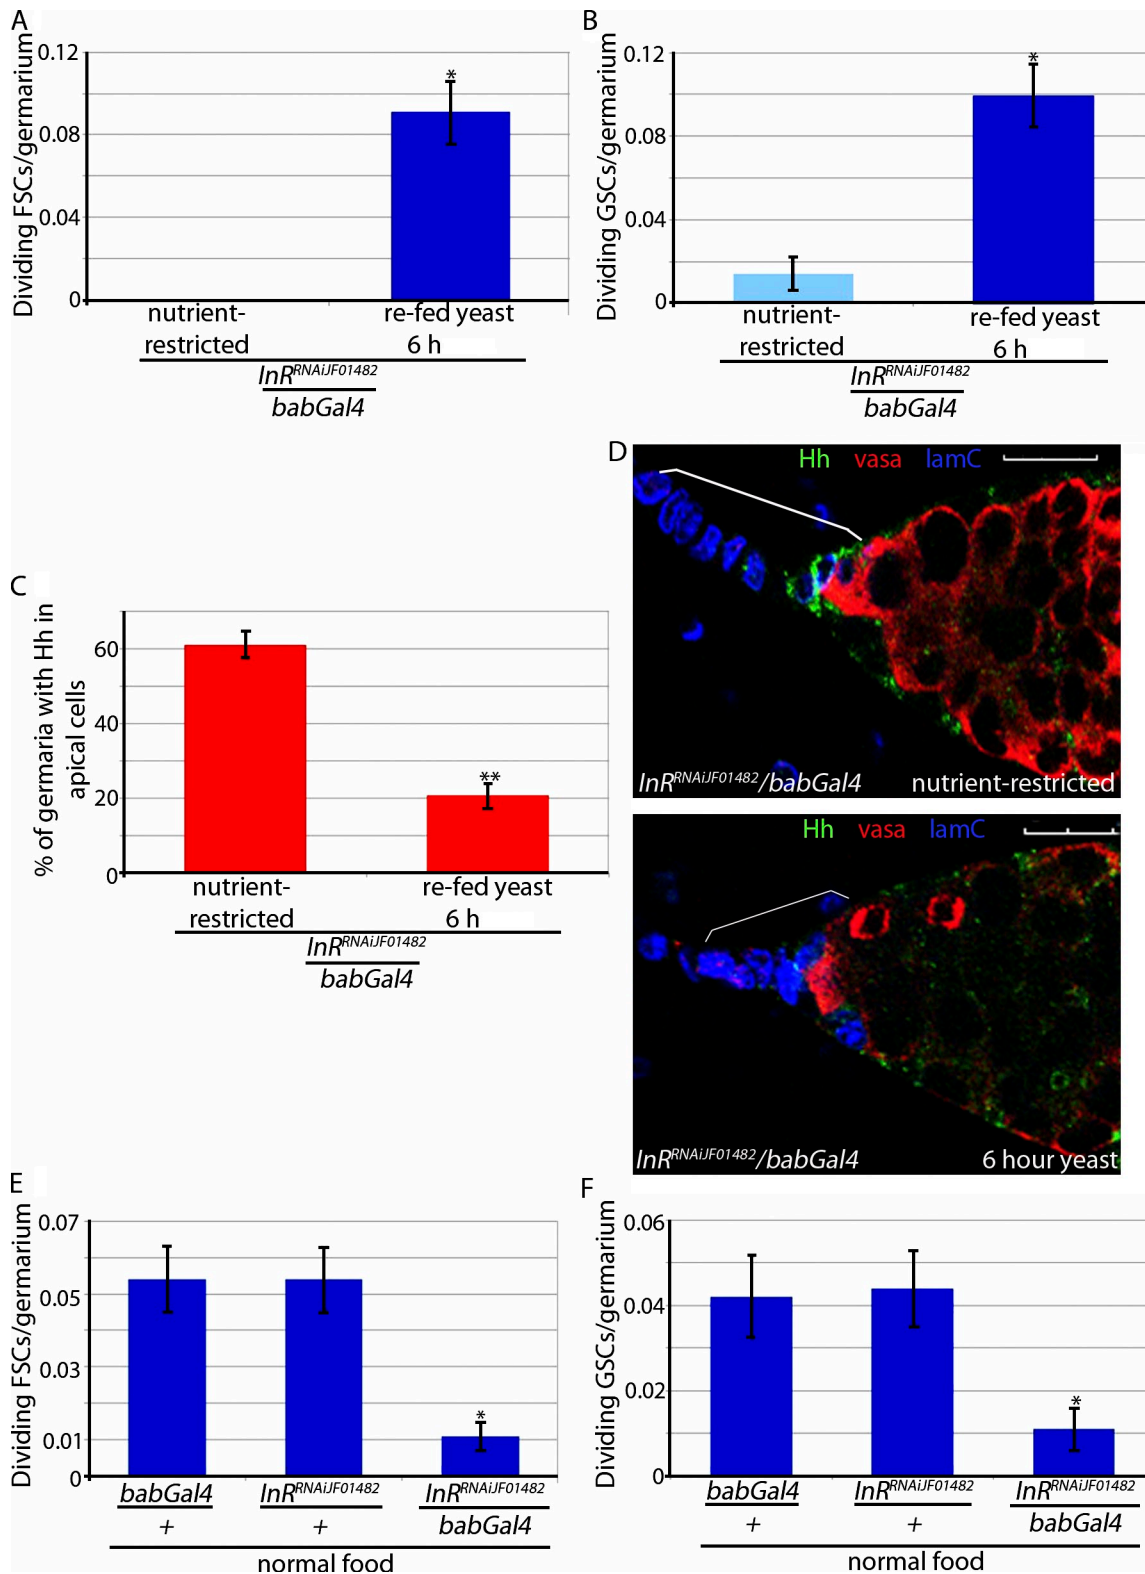 A
Dividing FSCs/germarium
0.12
0.08
0.04
0
*
nutrient-
restricted
re-fed yeast
6 h
InR^RNAiJF01482
babGal4
B
Dividing GSCs/germarium
0.12
0.08
0.04
0
*
nutrient-
restricted
re-fed yeast
6 h
InR^RNAiJF01482
babGal4
C
% of germaria with Hh in
apical cells
60
40
20
0
**
nutrient-
restricted
re-fed yeast
6 h
InR^RNAiJF01482
babGal4
D
Hh vasa lamC
InR^RNAiJF01482/babGal4 nutrient-restricted
Hh vasa lamC
InR^RNAiJF01482/babGal4 6 hour yeast
E
Dividing FSCs/germarium
0.07
0.05
0.03
0.01
0
*
babGal4
+
InR^RNAiJF01482
+
InR^RNAiJF01482
babGal4
normal food
F
Dividing GSCs/germarium
0.06
0.04
0.02
0
*
babGal4
+
InR^RNAiJF01482
+
InR^RNAiJF01482
babGal4
normal food